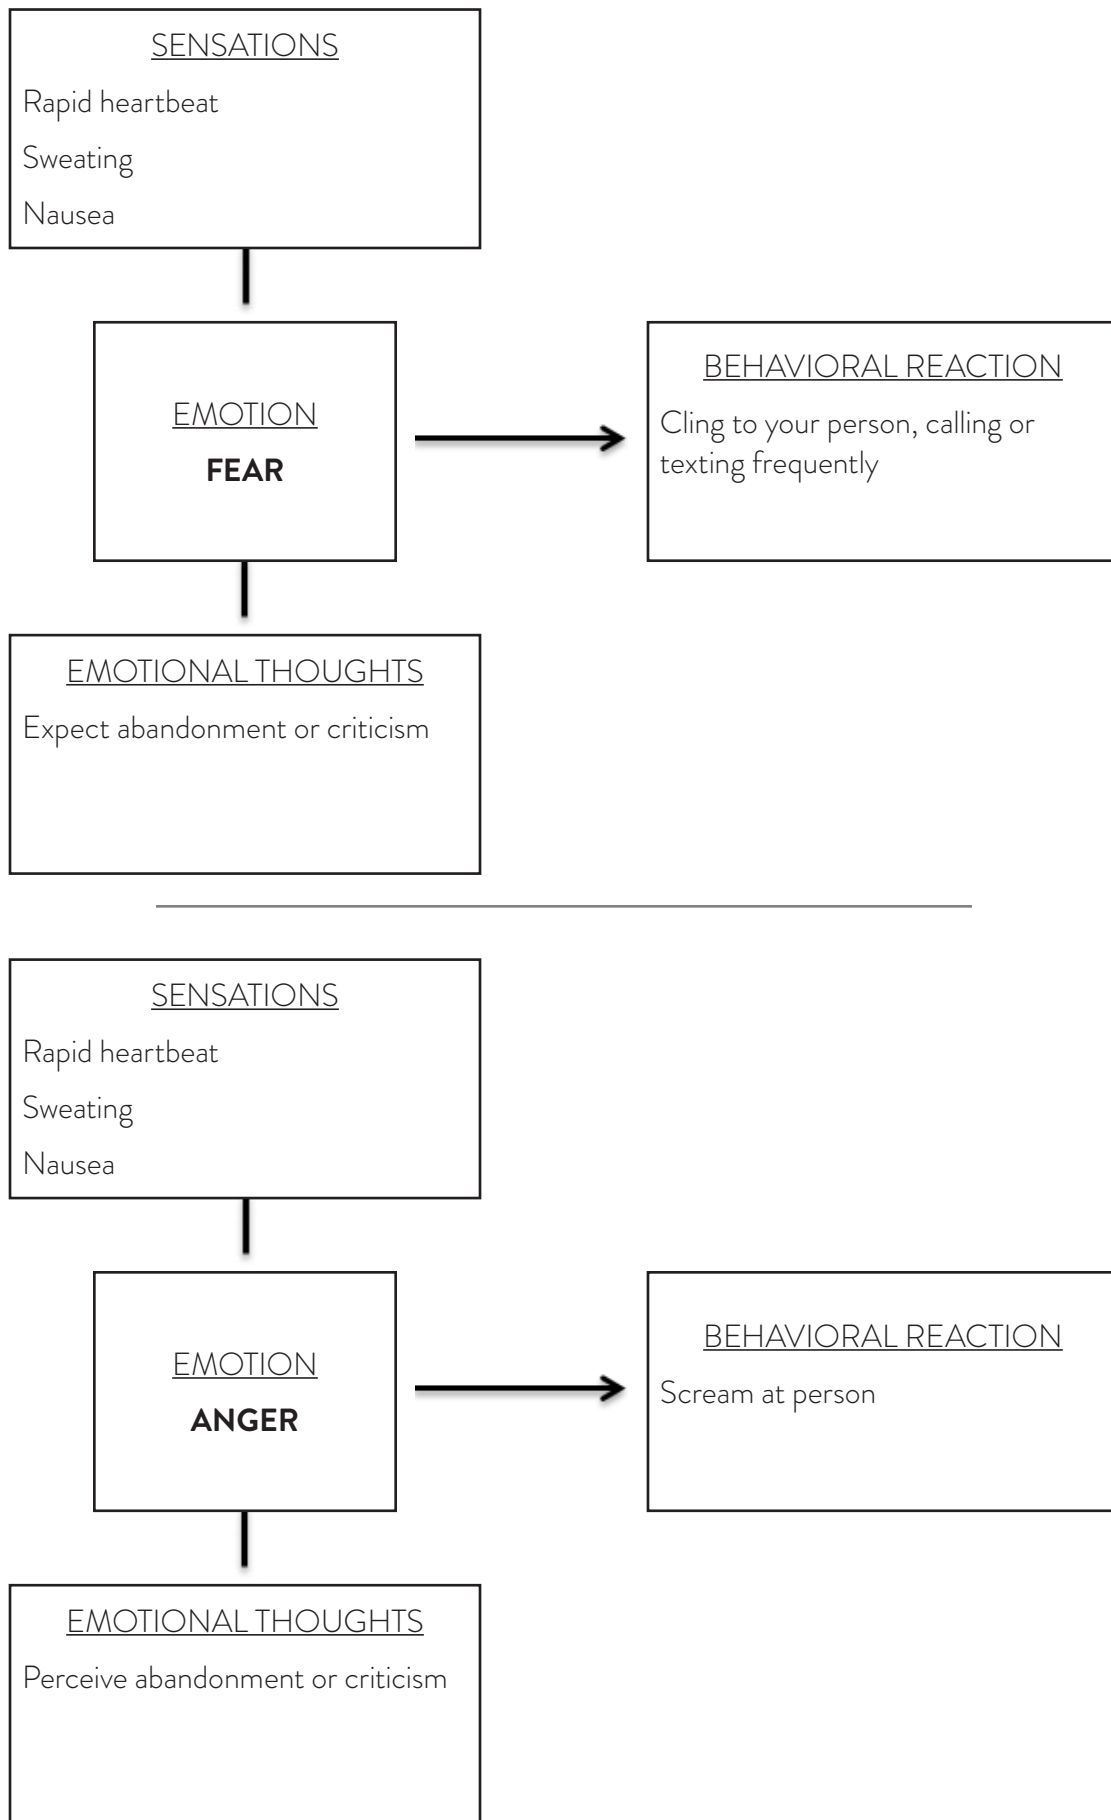 SENSATIONS
Rapid heartbeat
Sweating
Nausea
EMOTION
FEAR
BEHAVIORAL REACTION
Cling to your person, calling or
texting frequently
EMOTIONAL THOUGHTS
Expect abandonment or criticism
SENSATIONS
Rapid heartbeat
Sweating
Nausea
EMOTION
ANGER
BEHAVIORAL REACTION
Scream at person
EMOTIONAL THOUGHTS
Perceive abandonment or criticism